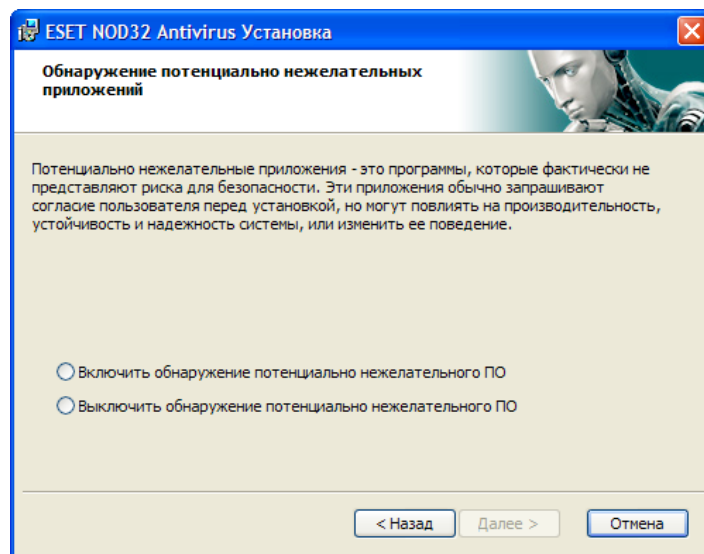 ESET NOD32 Antivirus Установка
Обнаружение потенциально нежелательных
приложений
Потенциально нежелательные приложения - это программы, которые фактически не
представляют риска для безопасности. Эти приложения обычно запрашивают
согласие пользователя перед установкой, но могут повлиять на производительность,
устойчивость и надежность системы, или изменить ее поведение.
Включить обнаружение потенциально нежелательного ПО
Выключить обнаружение потенциально нежелательного ПО
< Назад Далее > Отмена